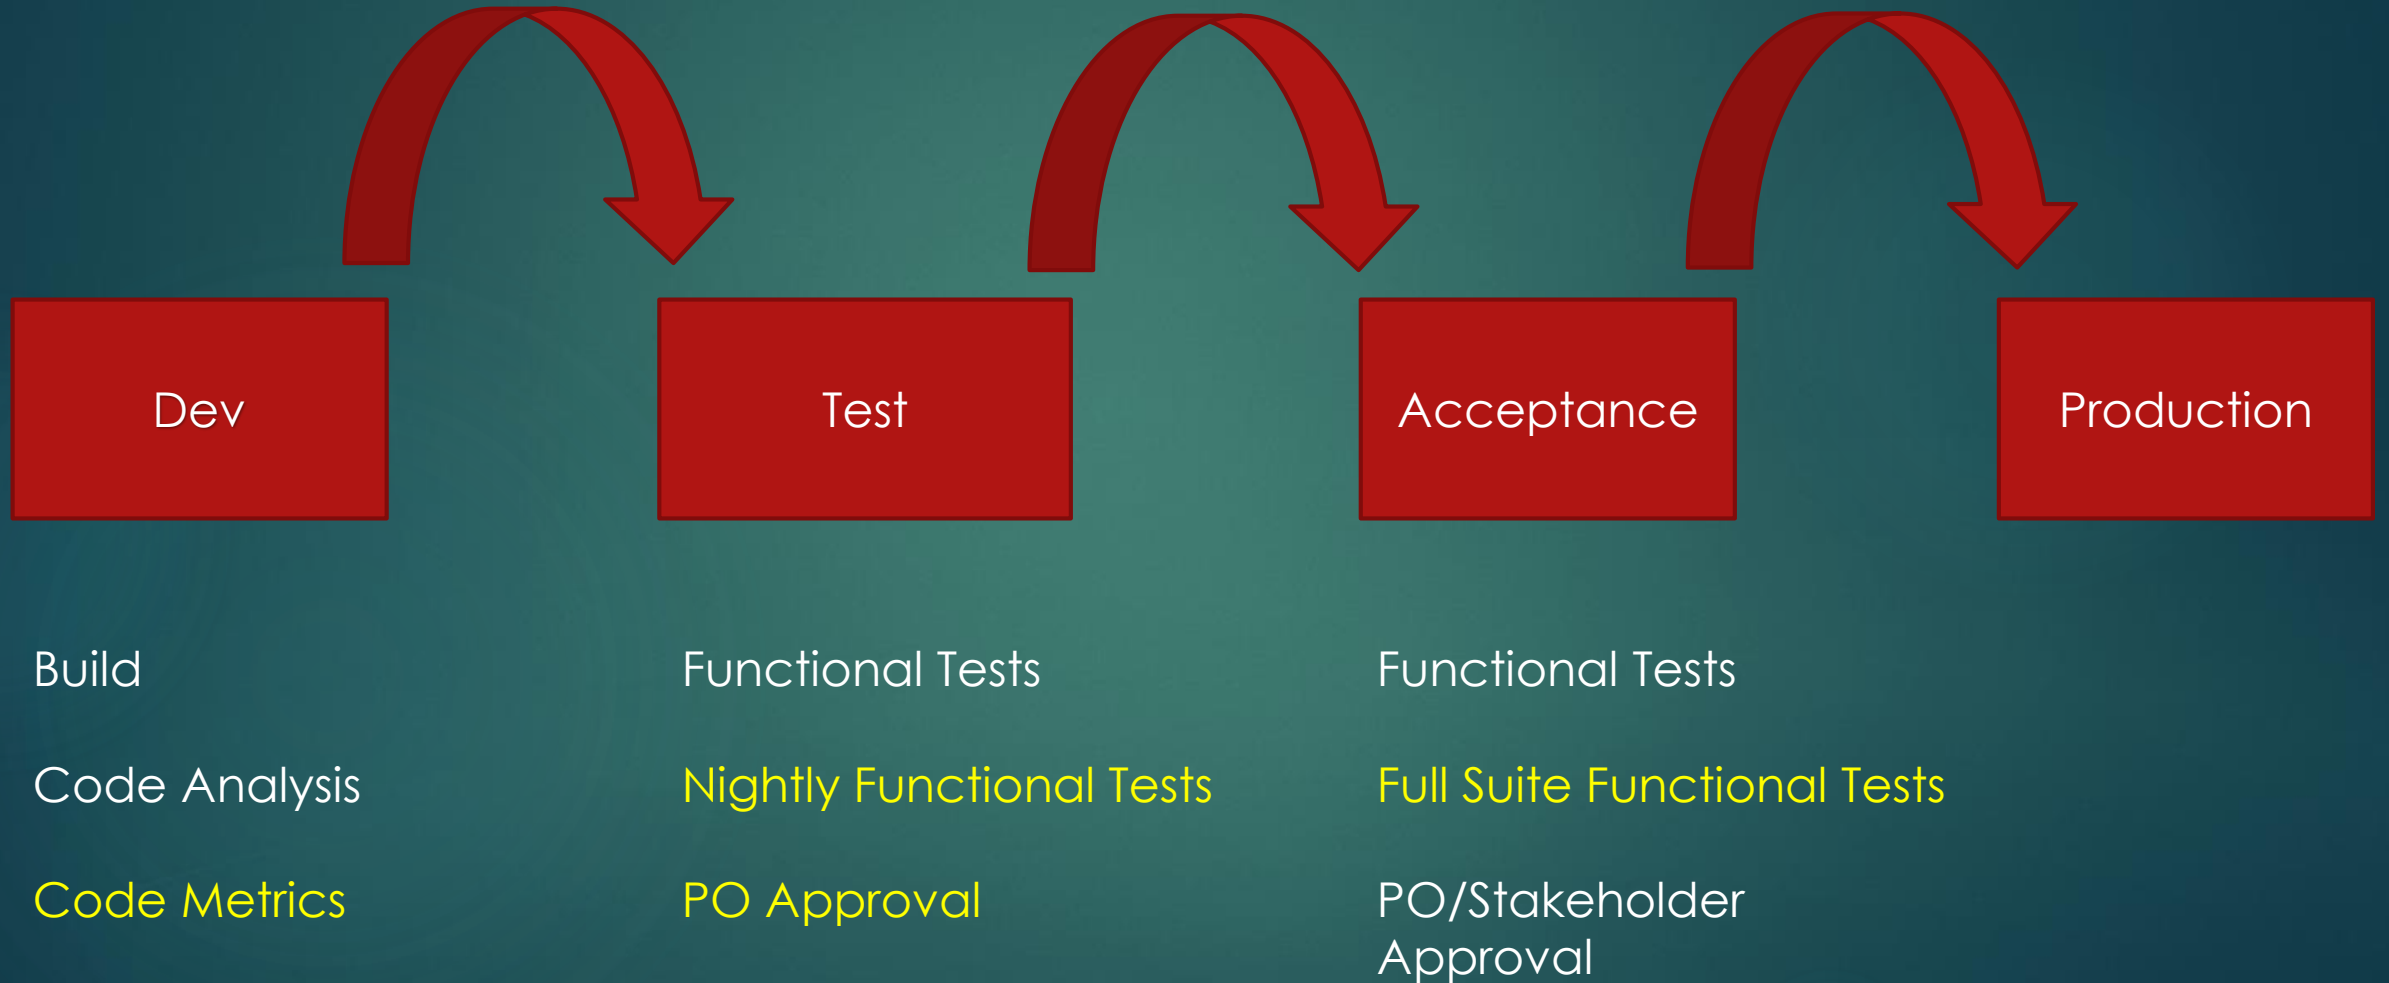 Dev
Test
Acceptance
Production
Build
Code Analysis
Code Metrics
Functional Tests
Nightly Functional Tests
PO Approval
Functional Tests
Full Suite Functional Tests
PO/Stakeholder
Approval